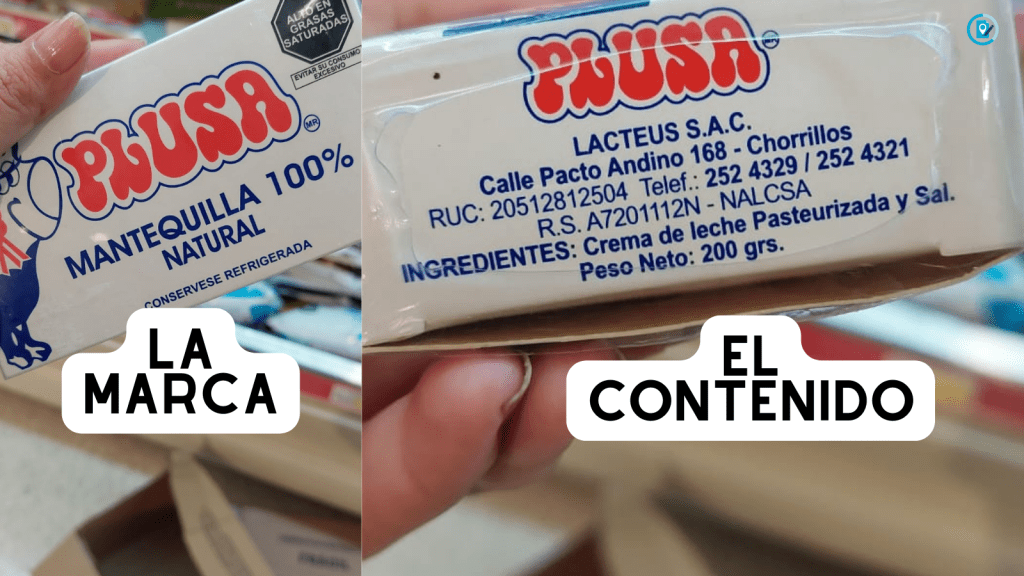 ALTO EN
GRASAS
SATURADAS
EVITAR SU CONSUMO
EXCESIVO
PLUSA MR
MANTEQUILLA 100%
NATURAL
CONSERVESE REFRIGERADA
LA
MARCA
PLUSA
LACTEUS S.A.C.
Calle Pacto Andino 168 - Chorrillos
RUC: 20512812504 Telef.: 252 4329 / 252 4321
R.S. A7201112N - NALCSA
INGREDIENTES: Crema de leche Pasteurizada y Sal.
Peso Neto: 200 grs.
EL
CONTENIDO